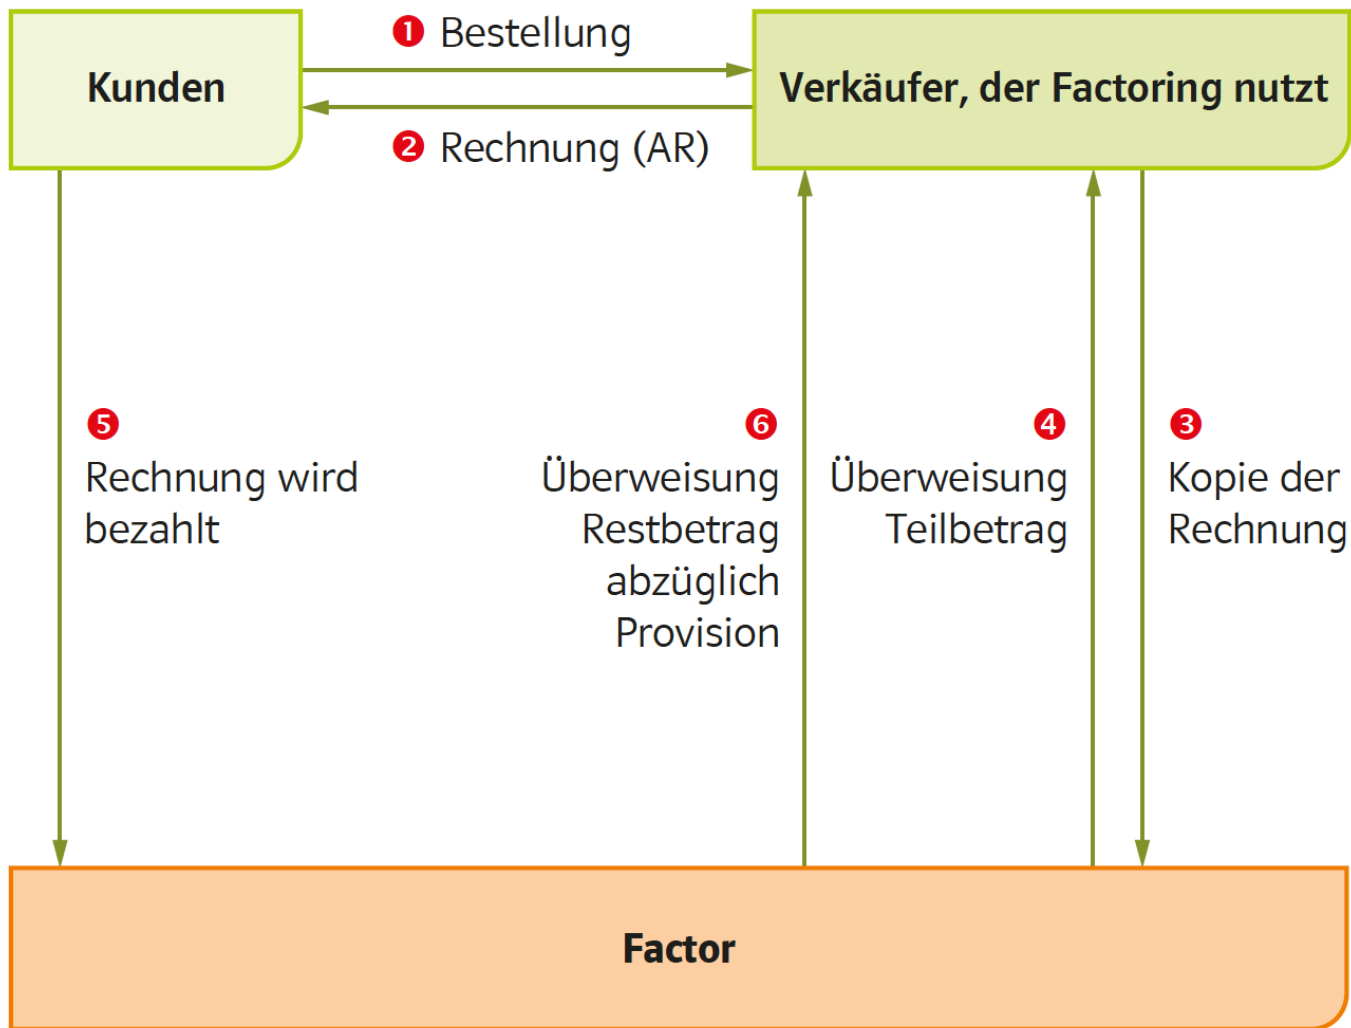 Kunden
❶ Bestellung
❷ Rechnung (AR)
Verkäufer, der Factoring nutzt
❺
Rechnung wird
bezahlt
❻
Überweisung
Restbetrag
abzüglich
Provision
❹
Überweisung
Teilbetrag
❸
Kopie der
Rechnung
Factor